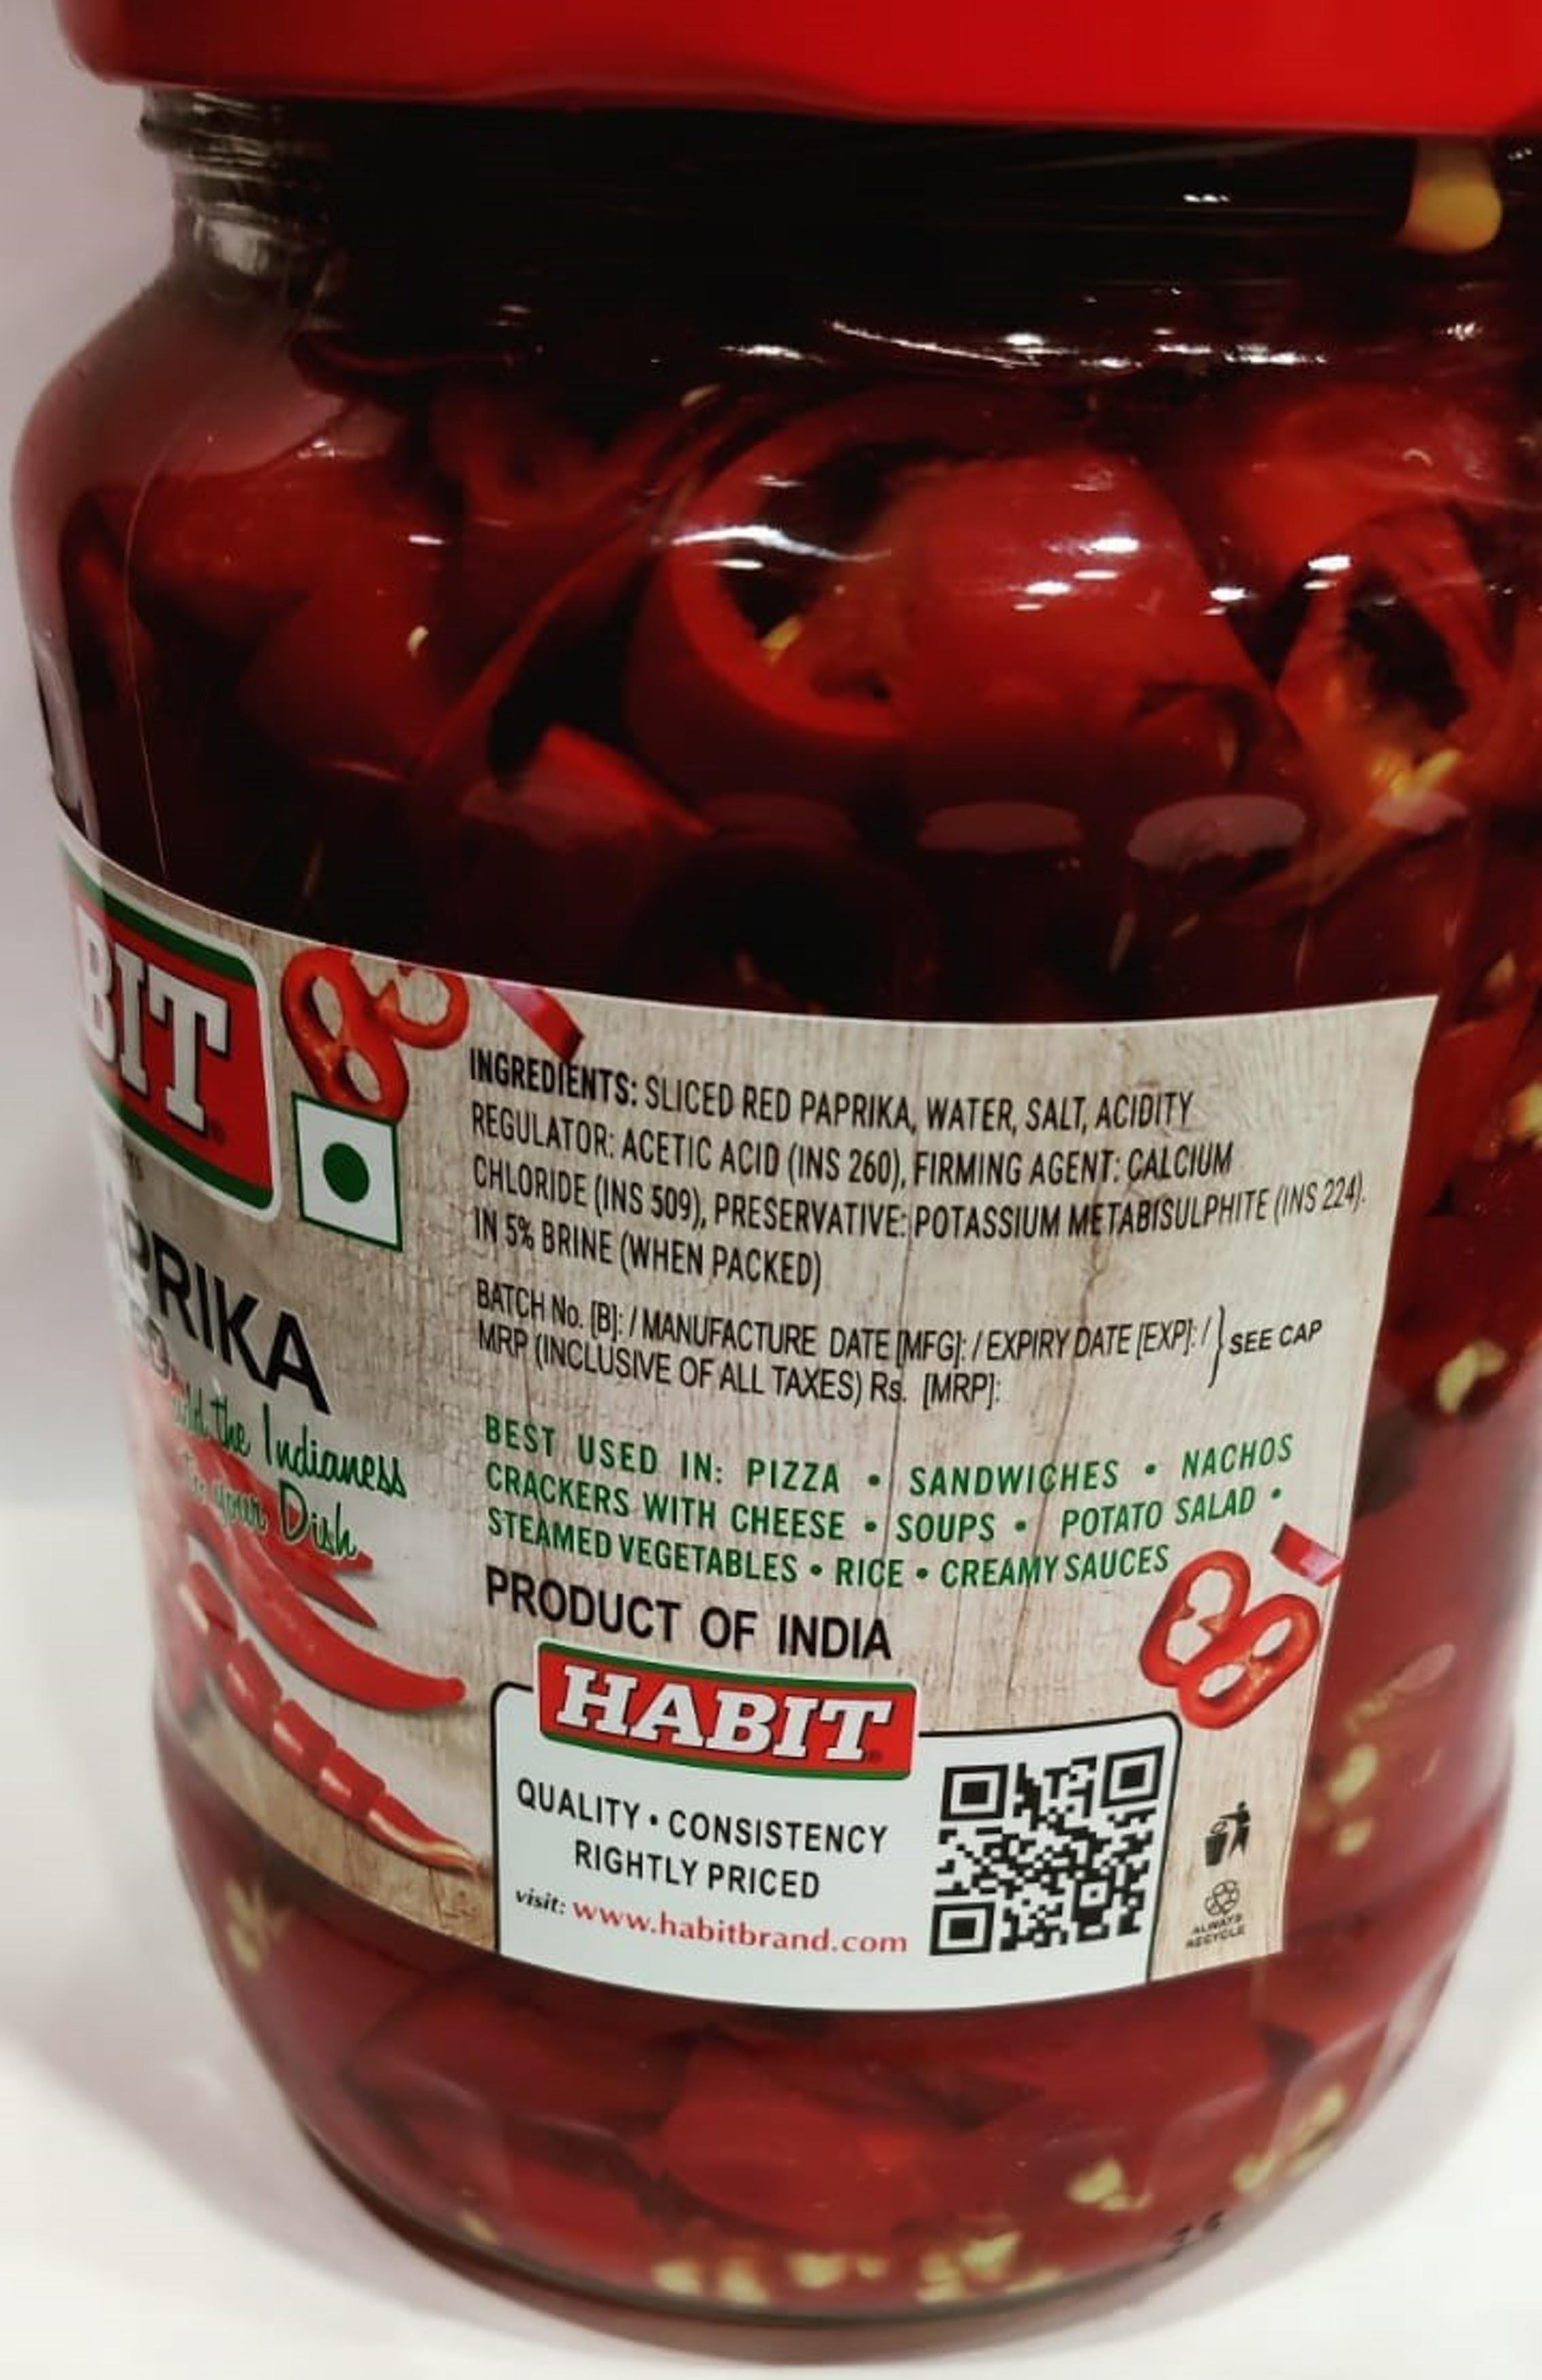 BIT
PRIKA
add the Indianess
to your Dish
INGREDIENTS: SLICED RED PAPRIKA, WATER, SALT, ACIDITY
REGULATOR: ACETIC ACID (INS 260), FIRMING AGENT: CALCIUM
CHLORIDE (INS 509), PRESERVATIVE: POTASSIUM METABISULPHITE (INS 224).
IN 5% BRINE (WHEN PACKED)
BATCH No. [B]: / MANUFACTURE DATE [MFG]: / EXPIRY DATE [EXP]: / } SEE CAP
MRP (INCLUSIVE OF ALL TAXES) Rs. [MRP]:
BEST USED IN: PIZZA • SANDWICHES • NACHOS
CRACKERS WITH CHEESE • SOUPS • POTATO SALAD •
STEAMED VEGETABLES • RICE • CREAMY SAUCES
PRODUCT OF INDIA
HABIT
QUALITY • CONSISTENCY
RIGHTLY PRICED
visit: www.habitbrand.com
ALWAYS
RECYCLE